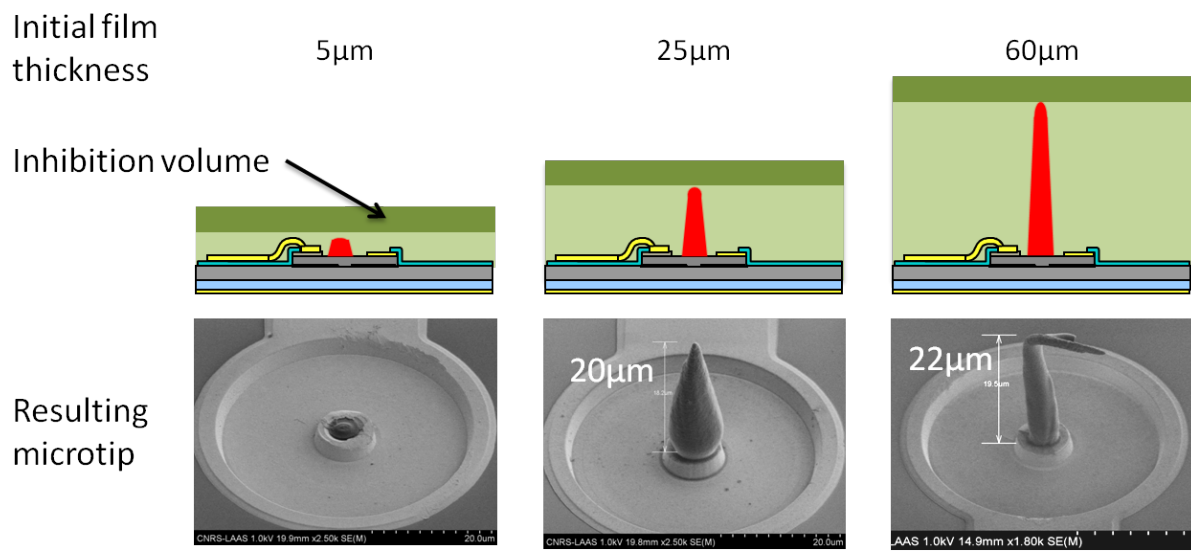 Initial film
thickness
5μm
25μm
60μm
Inhibition volume
Resulting
microtip
20μm
22μm
19.5um
CNRS-LAAS 1.0kV 19.9mm x2.50k SE(M)
20.0um
CNRS-LAAS 1.0kV 19.8mm x2.50k SE(M)
20.0um
LAAS 1.0kV 14.9mm x1.80k SE(M)